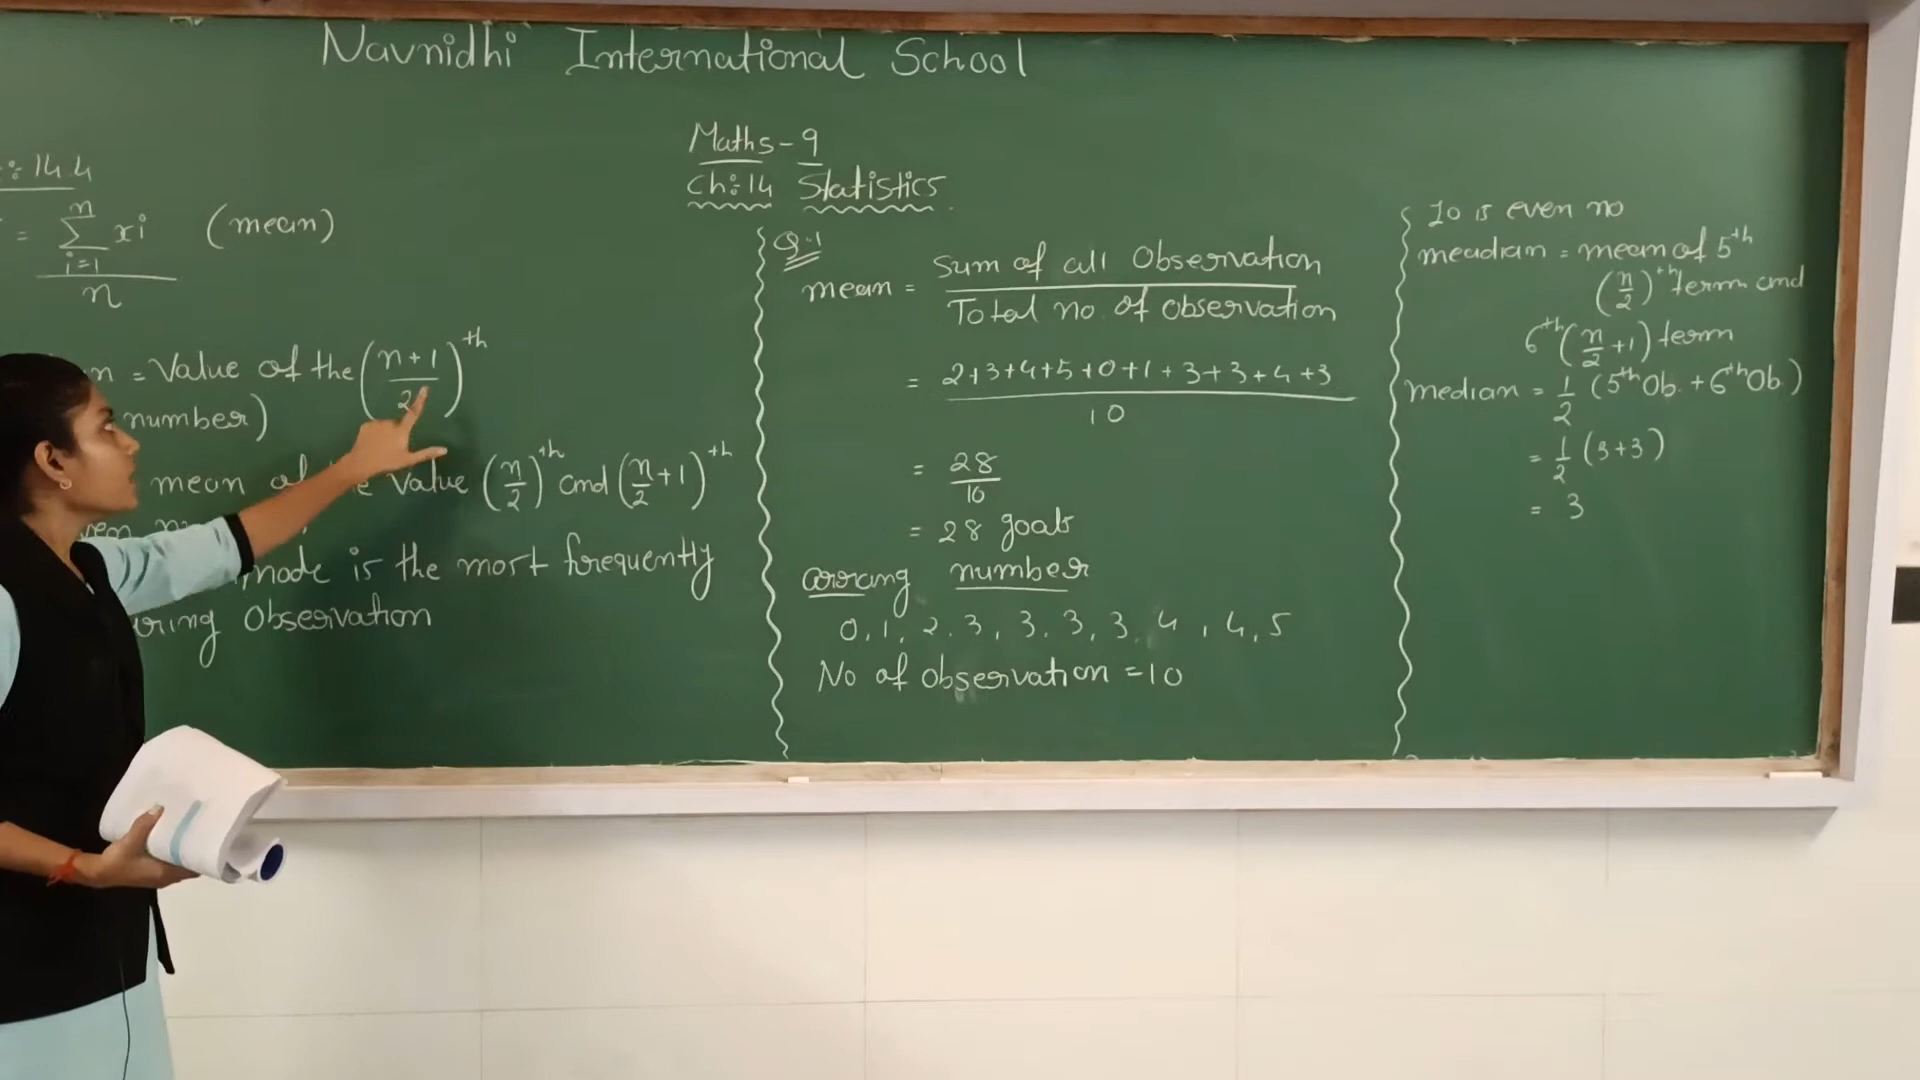 Navnidhi International School
Maths-9
Ch:14 Statistics
: 14.4
= \sum_{i=1}^{n} xi / n (mean)
n = Value of the ((n+1)/2)^th
number)
mean of Value (n/2)^th and (n/2+1)^th
mode is the most frequently
uring Observation
Q.1
mean = Sum of all Observation / Total no. of observation
= 2+3+4+5+0+1+3+3+4+3 / 10
= 28/10
= 28 goals
arrang number
0, 1, 2. 3, 3. 3, 3. 4, 4, 5
No of observation = 10
10 is even no
meadian = mean of 5th
(n/2)^th term and
6th (n/2+1) term
median = 1/2 (5th Ob. + 6th Ob)
= 1/2 (3+3)
= 3